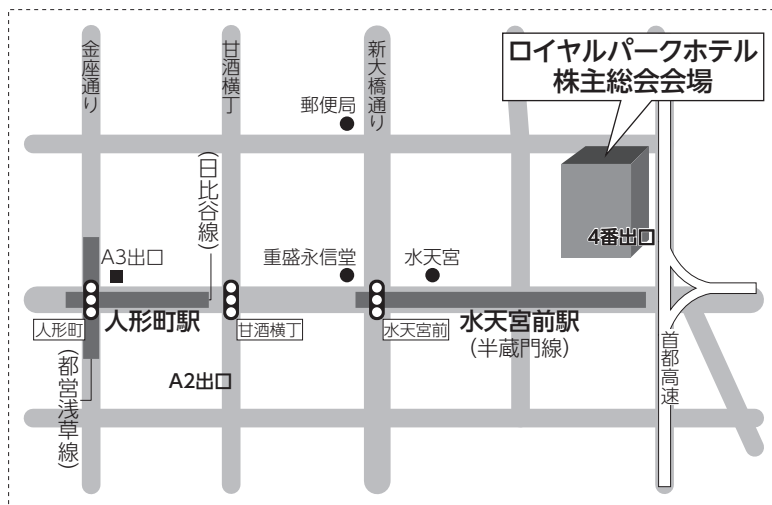 金座通り
甘酒横丁
新大橋通り
ロイヤルパークホテル
株主総会会場
郵便局
(日比谷線)
A3出口
重盛永信堂
水天宮
4番出口
人形町
人形町駅
甘酒横丁
水天宮前
水天宮前駅
(半蔵門線)
首都高速
(都営浅草線)
A2出口